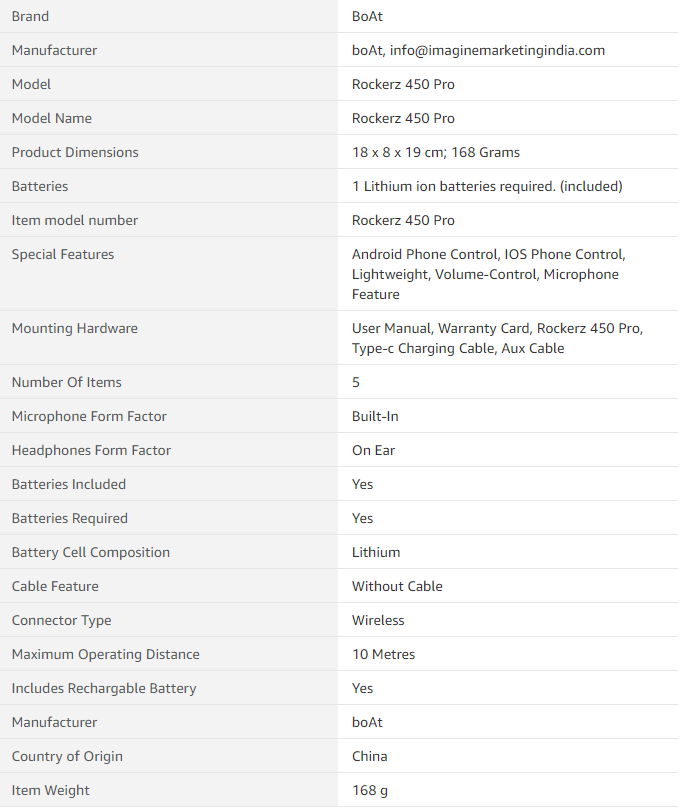 Brand BoAt
Manufacturer boAt, info@imaginemarketingindia.com
Model Rockerz 450 Pro
Model Name Rockerz 450 Pro
Product Dimensions 18 x 8 x 19 cm; 168 Grams
Batteries 1 Lithium ion batteries required. (included)
Item model number Rockerz 450 Pro
Special Features Android Phone Control, IOS Phone Control,
Lightweight, Volume-Control, Microphone
Feature
Mounting Hardware User Manual, Warranty Card, Rockerz 450 Pro,
Type-c Charging Cable, Aux Cable
Number Of Items 5
Microphone Form Factor Built-In
Headphones Form Factor On Ear
Batteries Included Yes
Batteries Required Yes
Battery Cell Composition Lithium
Cable Feature Without Cable
Connector Type Wireless
Maximum Operating Distance 10 Metres
Includes Rechargable Battery Yes
Manufacturer boAt
Country of Origin China
Item Weight 168 g